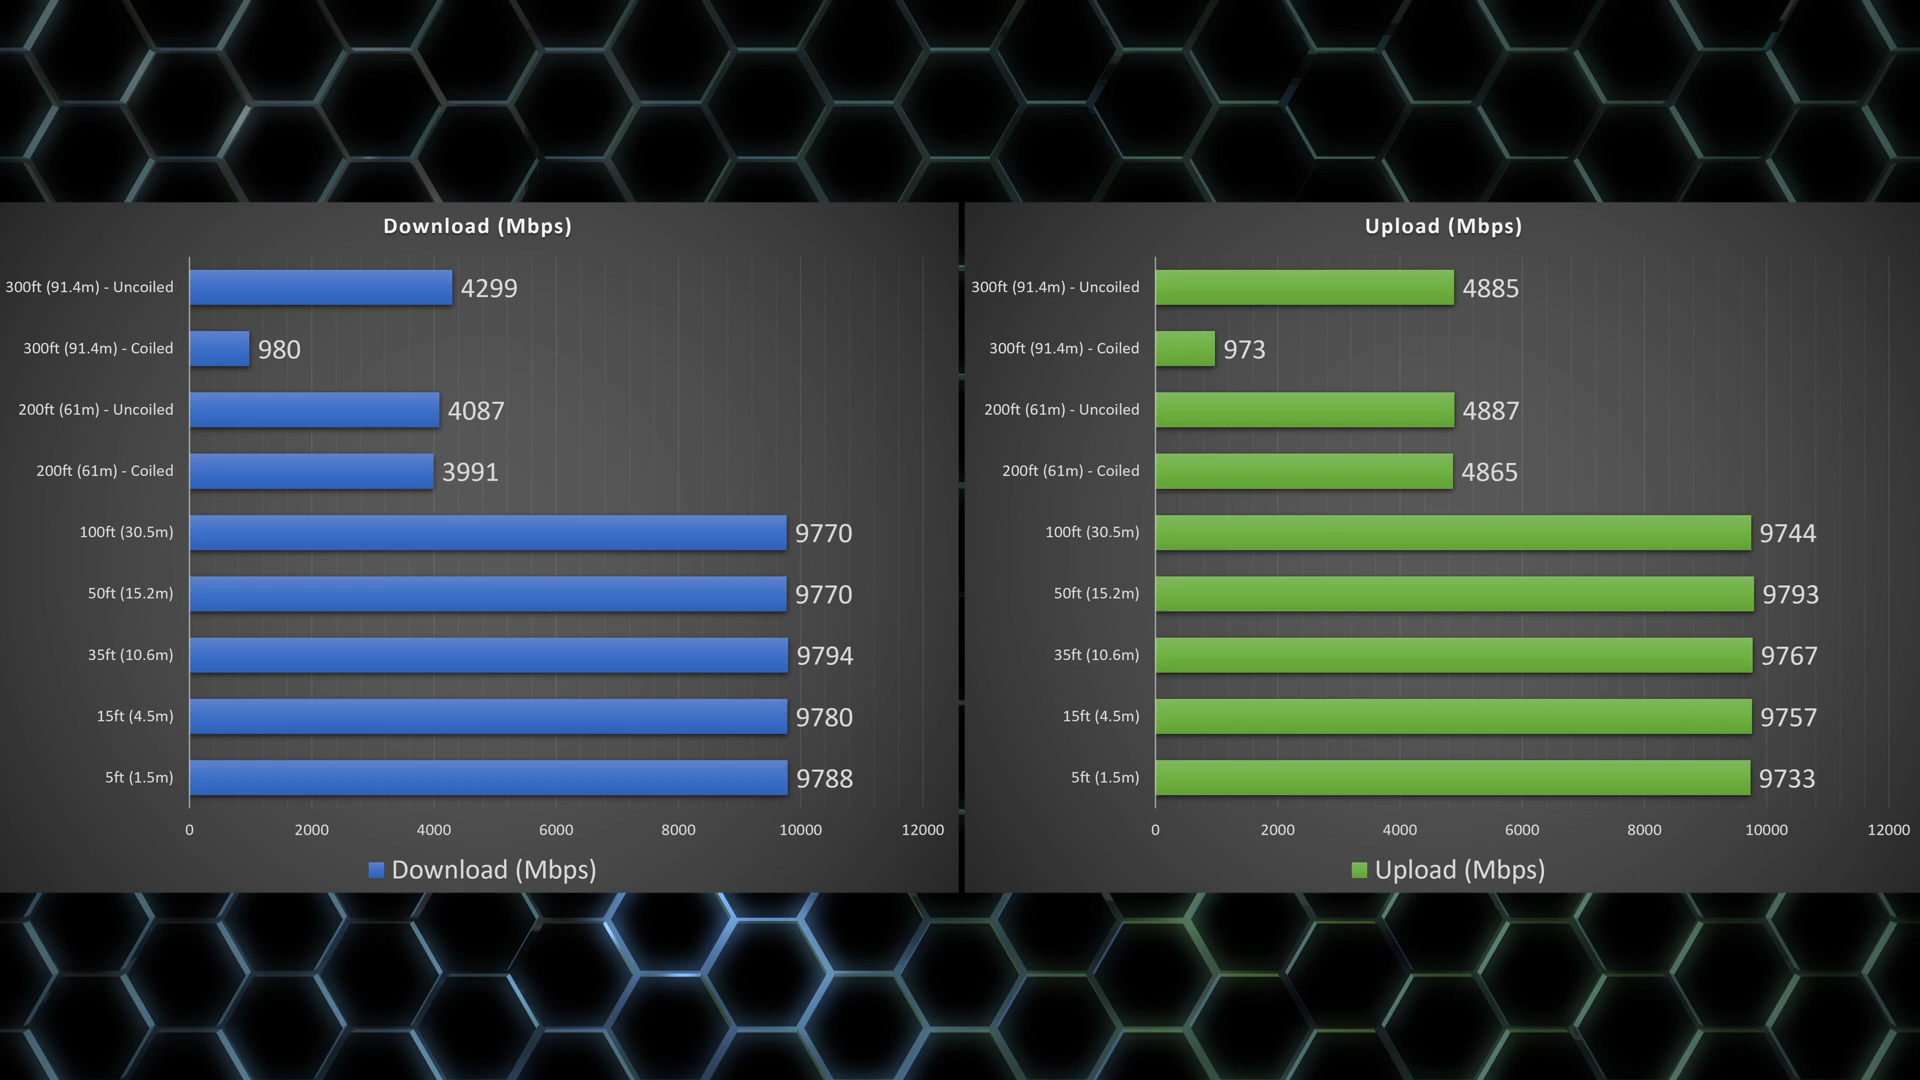 Download (Mbps)
300ft (91.4m) - Uncoiled 4299
300ft (91.4m) - Coiled 980
200ft (61m) - Uncoiled 4087
200ft (61m) - Coiled 3991
100ft (30.5m) 9770
50ft (15.2m) 9770
35ft (10.6m) 9794
15ft (4.5m) 9780
5ft (1.5m) 9788
0 2000 4000 6000 8000 10000 12000
Download (Mbps)
Upload (Mbps)
300ft (91.4m) - Uncoiled 4885
300ft (91.4m) - Coiled 973
200ft (61m) - Uncoiled 4887
200ft (61m) - Coiled 4865
100ft (30.5m) 9744
50ft (15.2m) 9793
35ft (10.6m) 9767
15ft (4.5m) 9757
5ft (1.5m) 9733
0 2000 4000 6000 8000 10000 12000
Upload (Mbps)